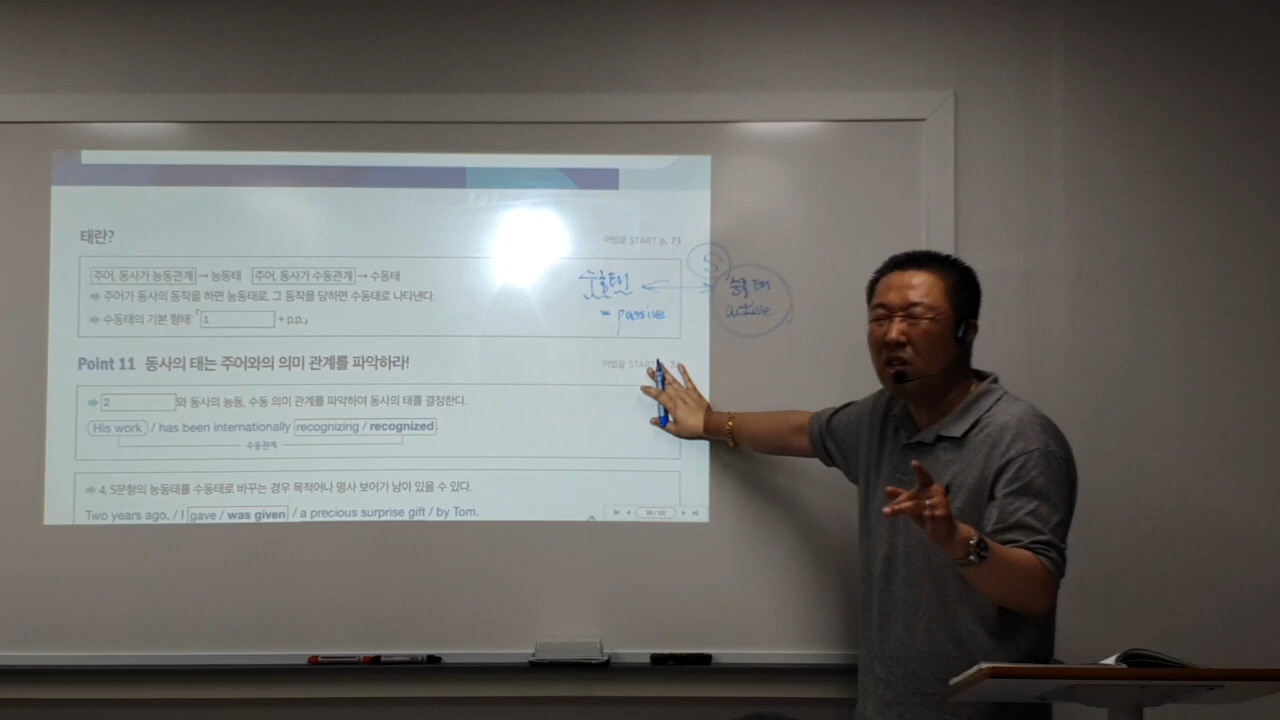 태란?
어법끝 START p. 73
주어, 동사가 능동관계 → 능동태 주어, 동사가 수동관계 → 수동태
➡ 주어가 동사의 동작을 하면 능동태로, 그 동작을 당하면 수동태로 나타낸다.
➡ 수동태의 기본 형태: 「1 + p.p.」
수동태 ↔ S 능동태
= passive. active
Point 11 동사의 태는 주어와의 의미 관계를 파악하라!
어법끝 START
➡ 2 와 동사의 능동, 수동 의미 관계를 파악하여 동사의 태를 결정한다.
His work / has been internationally recognizing / recognized.
수동관계
➡ 4, 5문형의 능동태를 수동태로 바꾸는 경우 목적어나 명사 보어가 남아 있을 수 있다.
Two years ago, / I gave / was given / a precious surprise gift / by Tom.